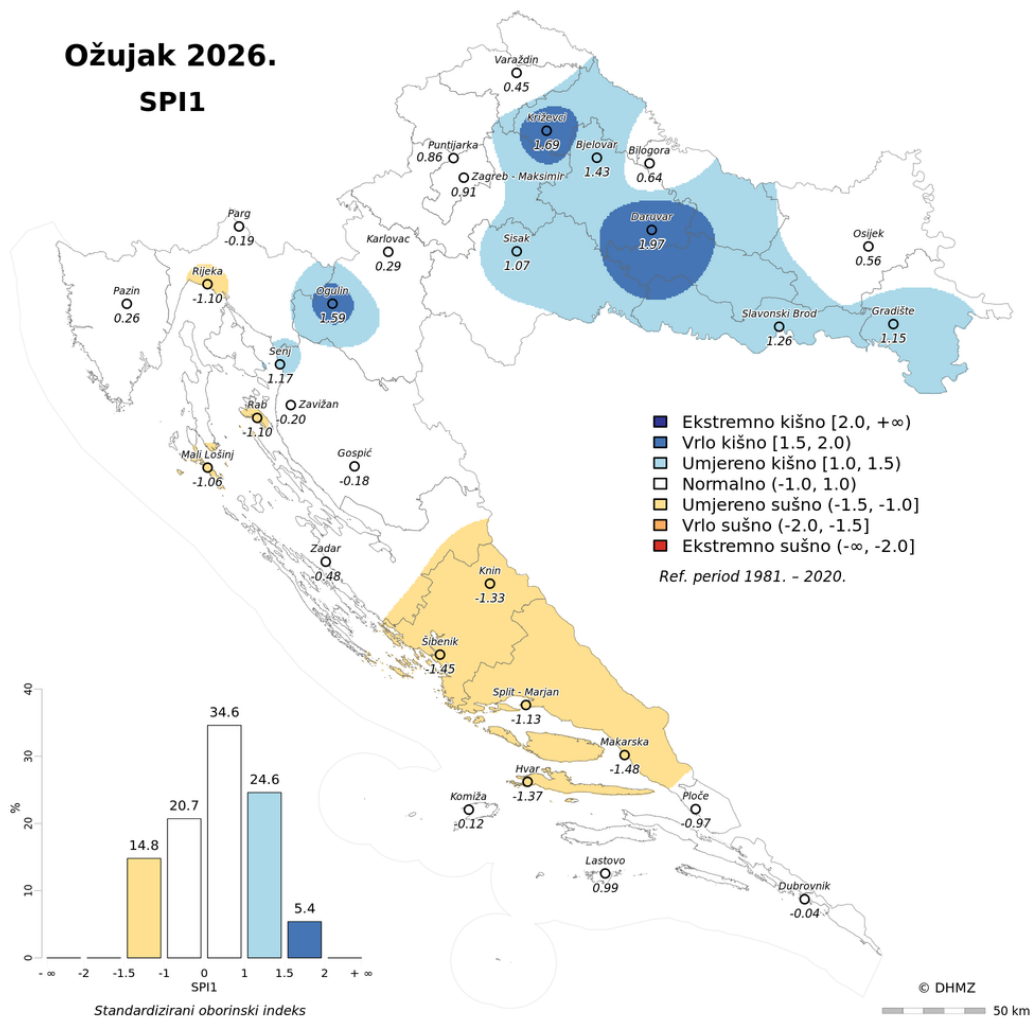 Ožujak 2026.
SPI1
Varaždin
0.45
Križevci
1.69
Puntijarka
0.86
Bjelovar
1.43
Bilogora
0.64
Zagreb - Maksimir
0.91
Parg
-0.19
Daruvar
1.97
Karlovac
0.29
Sisak
1.07
Osijek
0.56
Rijeka
-1.10
Pazin
0.26
Ogulin
1.59
Slavonski Brod
1.26
Gradište
1.15
Senj
1.17
Rab
-1.10
Zavižan
-0.20
Mali Lošinj
-1.06
Gospić
-0.18
Ekstremno kišno [2.0, +∞)
Vrlo kišno [1.5, 2.0)
Umjereno kišno [1.0, 1.5)
Normalno (-1.0, 1.0)
Umjereno sušno (-1.5, -1.0]
Vrlo sušno (-2.0, -1.5]
Ekstremno sušno (-∞, -2.0]
Ref. period 1981. – 2020.
Zadar
-0.48
Knin
-1.33
Šibenik
-1.45
Split - Marjan
-1.13
Makarska
-1.48
Hvar
-1.37
Komiža
-0.12
Ploče
-0.97
Lastovo
0.99
Dubrovnik
-0.04
40
30
20
10
0
%
14.8
20.7
34.6
24.6
5.4
- ∞ -2 -1.5 -1 0 1 1.5 2 + ∞
SPI1
Standardizirani oborinski indeks
© DHMZ
50 km